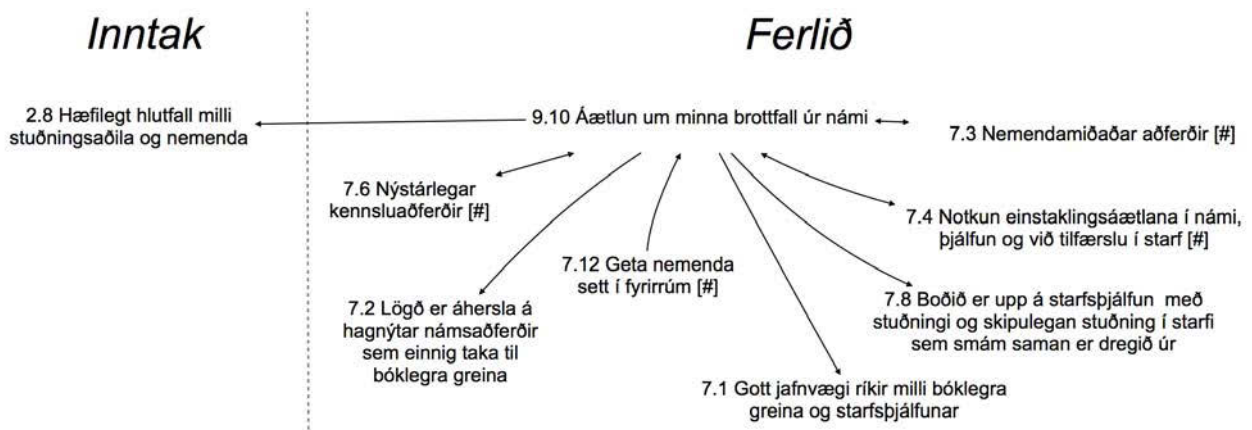 Inntak
Ferlið
2.8 Hæfilegt hlutfall milli
stuðningsaðila og nemenda
9.10 Áætlun um minna brottfall úr námi
7.3 Nemendamiðaðar aðferðir [#]
7.6 Nýstárlegar
kennsluaðferðir [#]
7.4 Notkun einstaklingsáætlana í námi,
þjálfun og við tilfærslu í starf [#]
7.12 Geta nemenda
sett í fyrirrúm [#]
7.2 Lögð er áhersla á
hagnýtar námsaðferðir
sem einnig taka til
bóklegra greina
7.8 Boðið er upp á starfsþjálfun með
stuðningi og skipulegan stuðning í starfi
sem smám saman er dregið úr
7.1 Gott jafnvægi ríkir milli bóklegra
greina og starfsþjálfunar